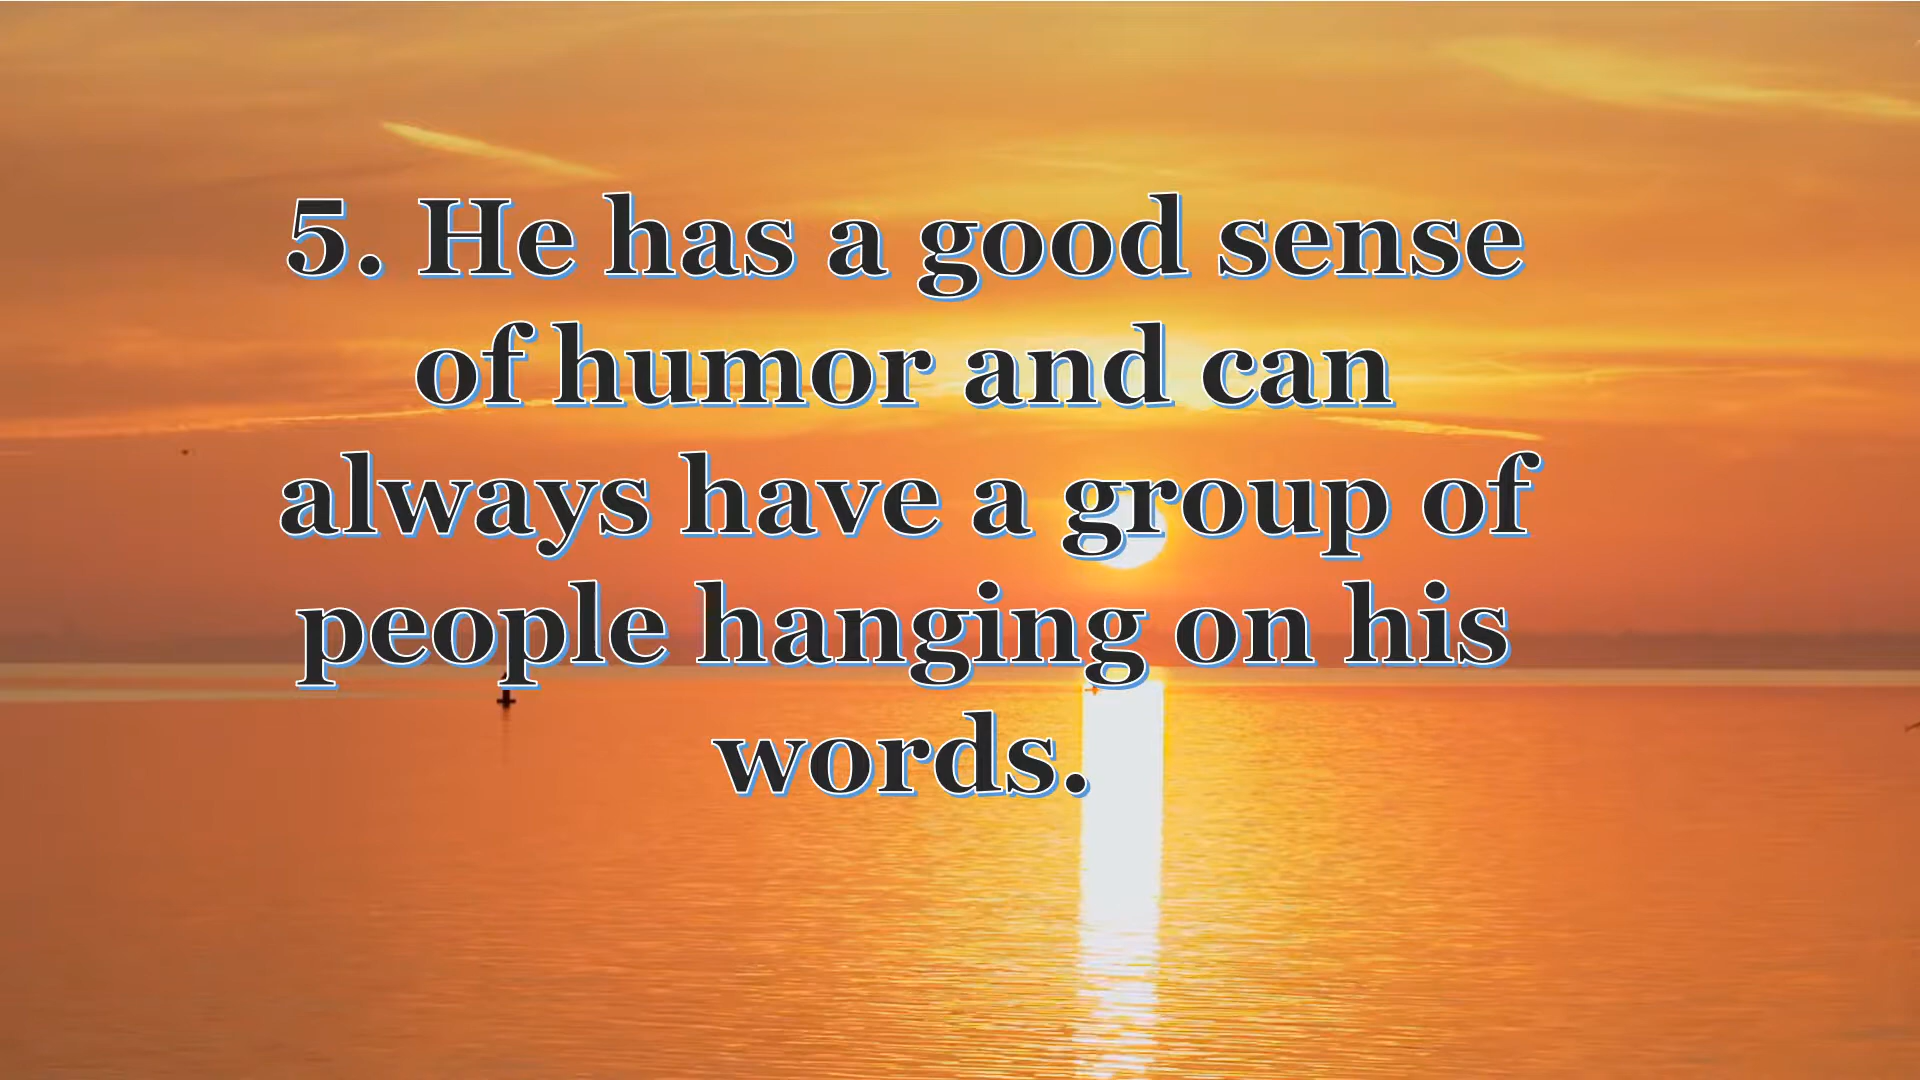 5. He has a good sense
of humor and can
always have a group of
people hanging on his
words.